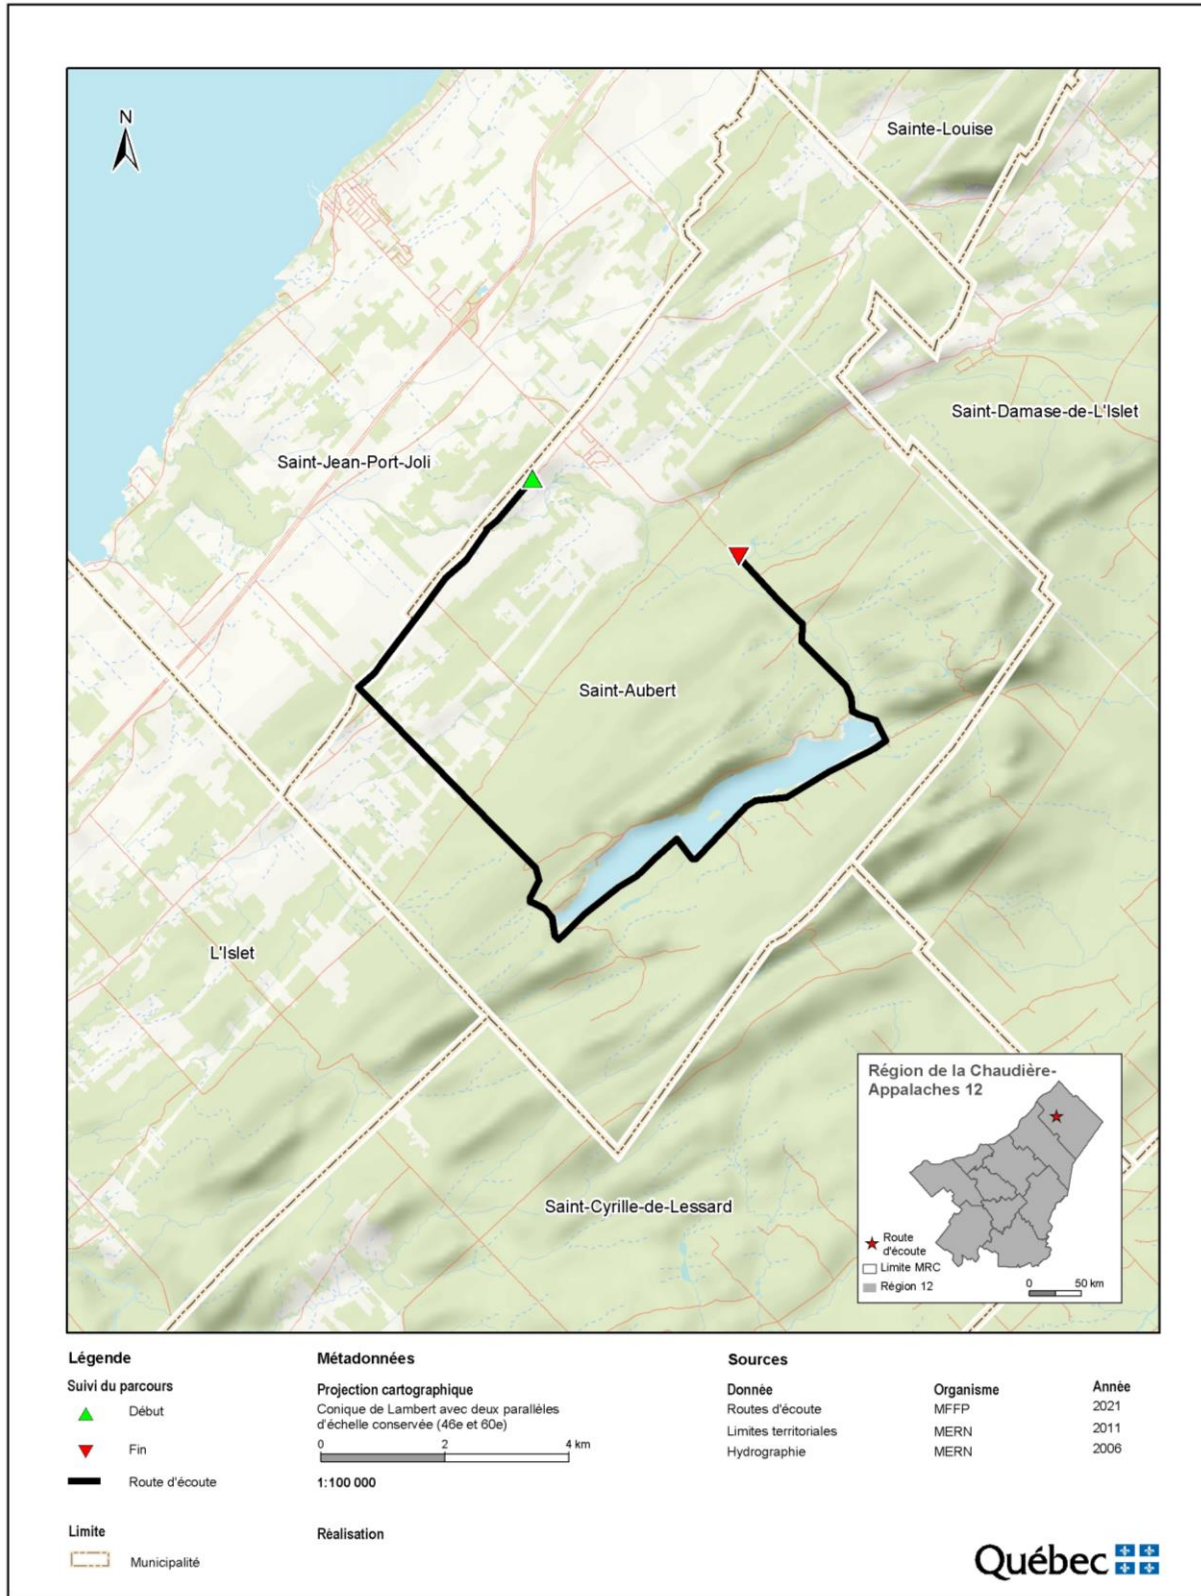 N
Sainte-Louise
Saint-Damase-de-L'Islet
Saint-Jean-Port-Joli
Saint-Aubert
L'Islet
Saint-Cyrille-de-Lessard
Région de la Chaudière-
Appalaches 12
Route
d'écoute
Limite MRC
Région 12
0 50 km
Légende
Suivi du parcours
Début
Fin
Route d'écoute
Limite
Municipalité
Métadonnées
Projection cartographique
Conique de Lambert avec deux parallèles
d'échelle conservée (46e et 60e)
0 2 4 km
1:100 000
Réalisation
Sources
Donnée Organisme Année
Routes d'écoute MFFP 2021
Limites territoriales MERN 2011
Hydrographie MERN 2006
Québec